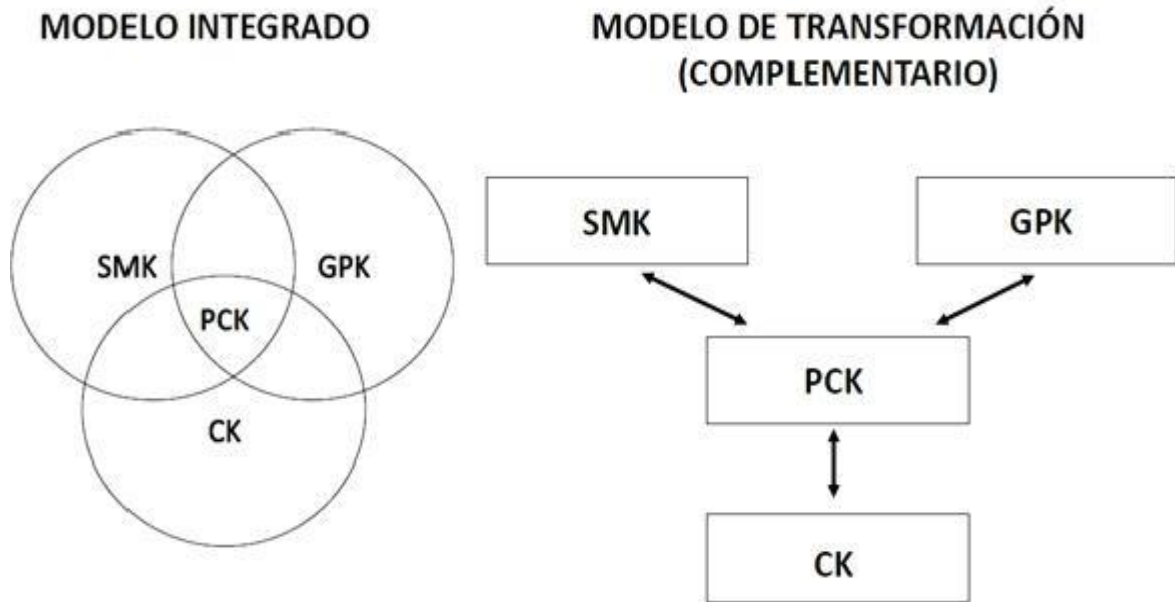 MODELO INTEGRADO
SMK
GPK
PCK
CK
MODELO DE TRANSFORMACIÓN
(COMPLEMENTARIO)
SMK
GPK
PCK
CK